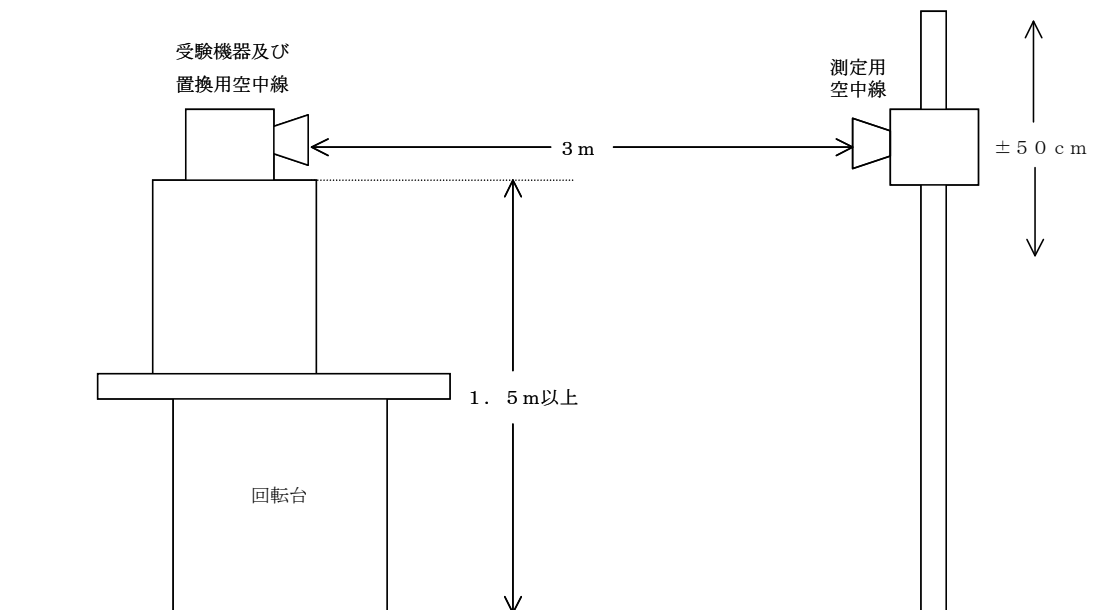 受験機器及び
置換用空中線
測定用
空中線
３ｍ
±５０ｃｍ
１．５ｍ以上
回転台